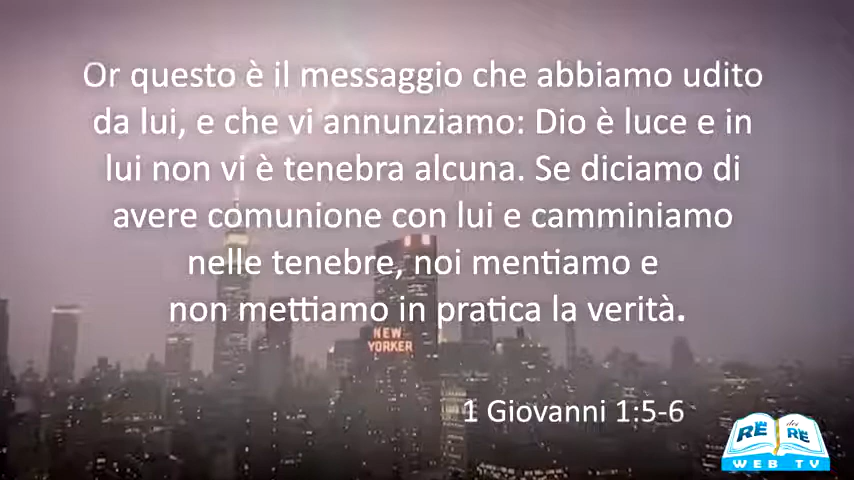 Or questo è il messaggio che abbiamo udito
da lui, e che vi annunziamo: Dio è luce e in
lui non vi è tenebra alcuna. Se diciamo di
avere comunione con lui e camminiamo
nelle tenebre, noi mentiamo e
non mettiamo in pratica la verità.
NEW
YORKER
1 Giovanni 1:5-6
RE dei RE
WEB TV